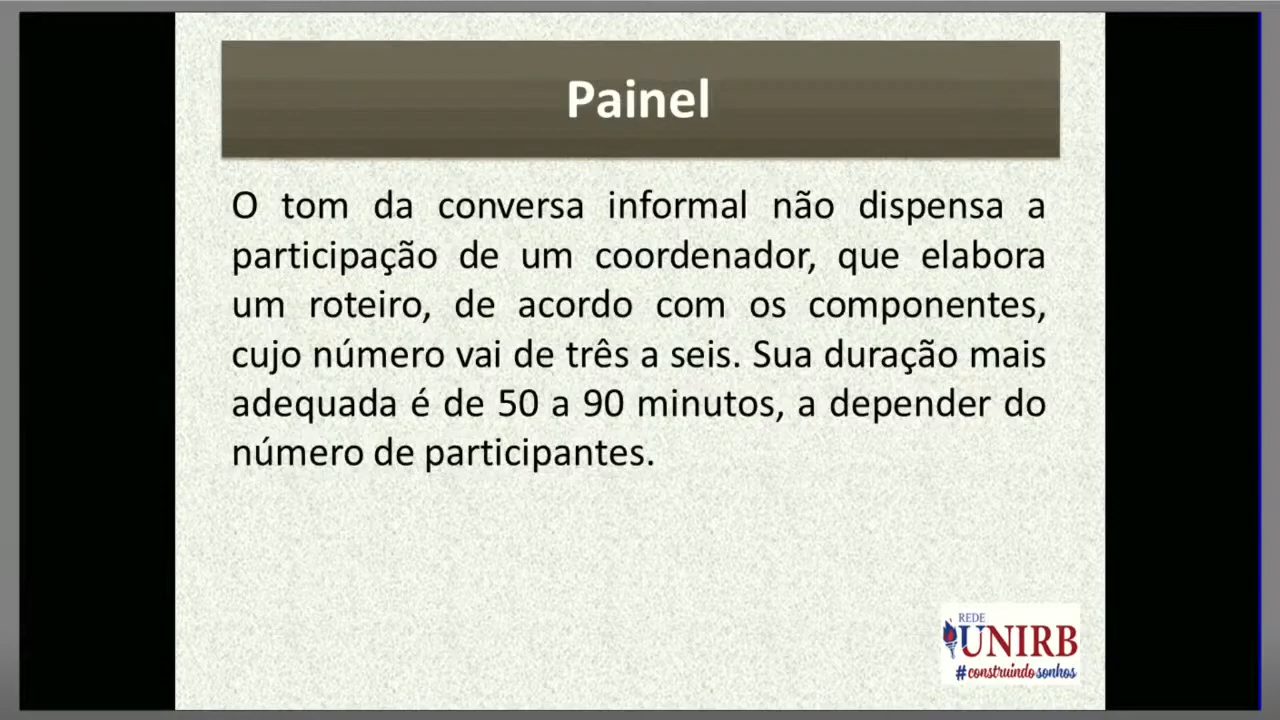 Painel
O tom da conversa informal não dispensa a
participação de um coordenador, que elabora
um roteiro, de acordo com os componentes,
cujo número vai de três a seis. Sua duração mais
adequada é de 50 a 90 minutos, a depender do
número de participantes.
REDE
UNIRB
#construindosonhos